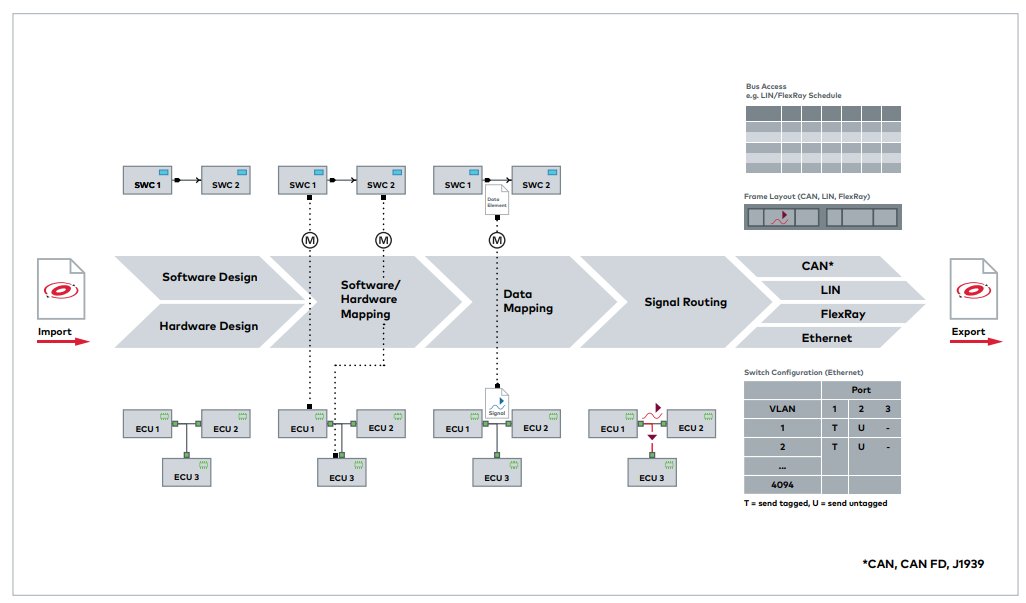 Bus Access
e.g. LIN/FlexRay Schedule
SWC 1
SWC 2
SWC 1
SWC 2
SWC 1
SWC 2
Data
Element
Frame Layout (CAN, LIN, FlexRay)
M
M
M
Import
Software Design
Hardware Design
Software/
Hardware
Mapping
Data
Mapping
Signal Routing
CAN*
LIN
FlexRay
Ethernet
Export
Switch Configuration (Ethernet)
Port
VLAN 1 2 3
1 T U -
2 T U -
...
4094
T = send tagged, U = send untagged
ECU 1
ECU 2
ECU 3
ECU 1
ECU 2
ECU 3
Signal
ECU 1
ECU 2
ECU 3
ECU 1
ECU 2
ECU 3
*CAN, CAN FD, J1939